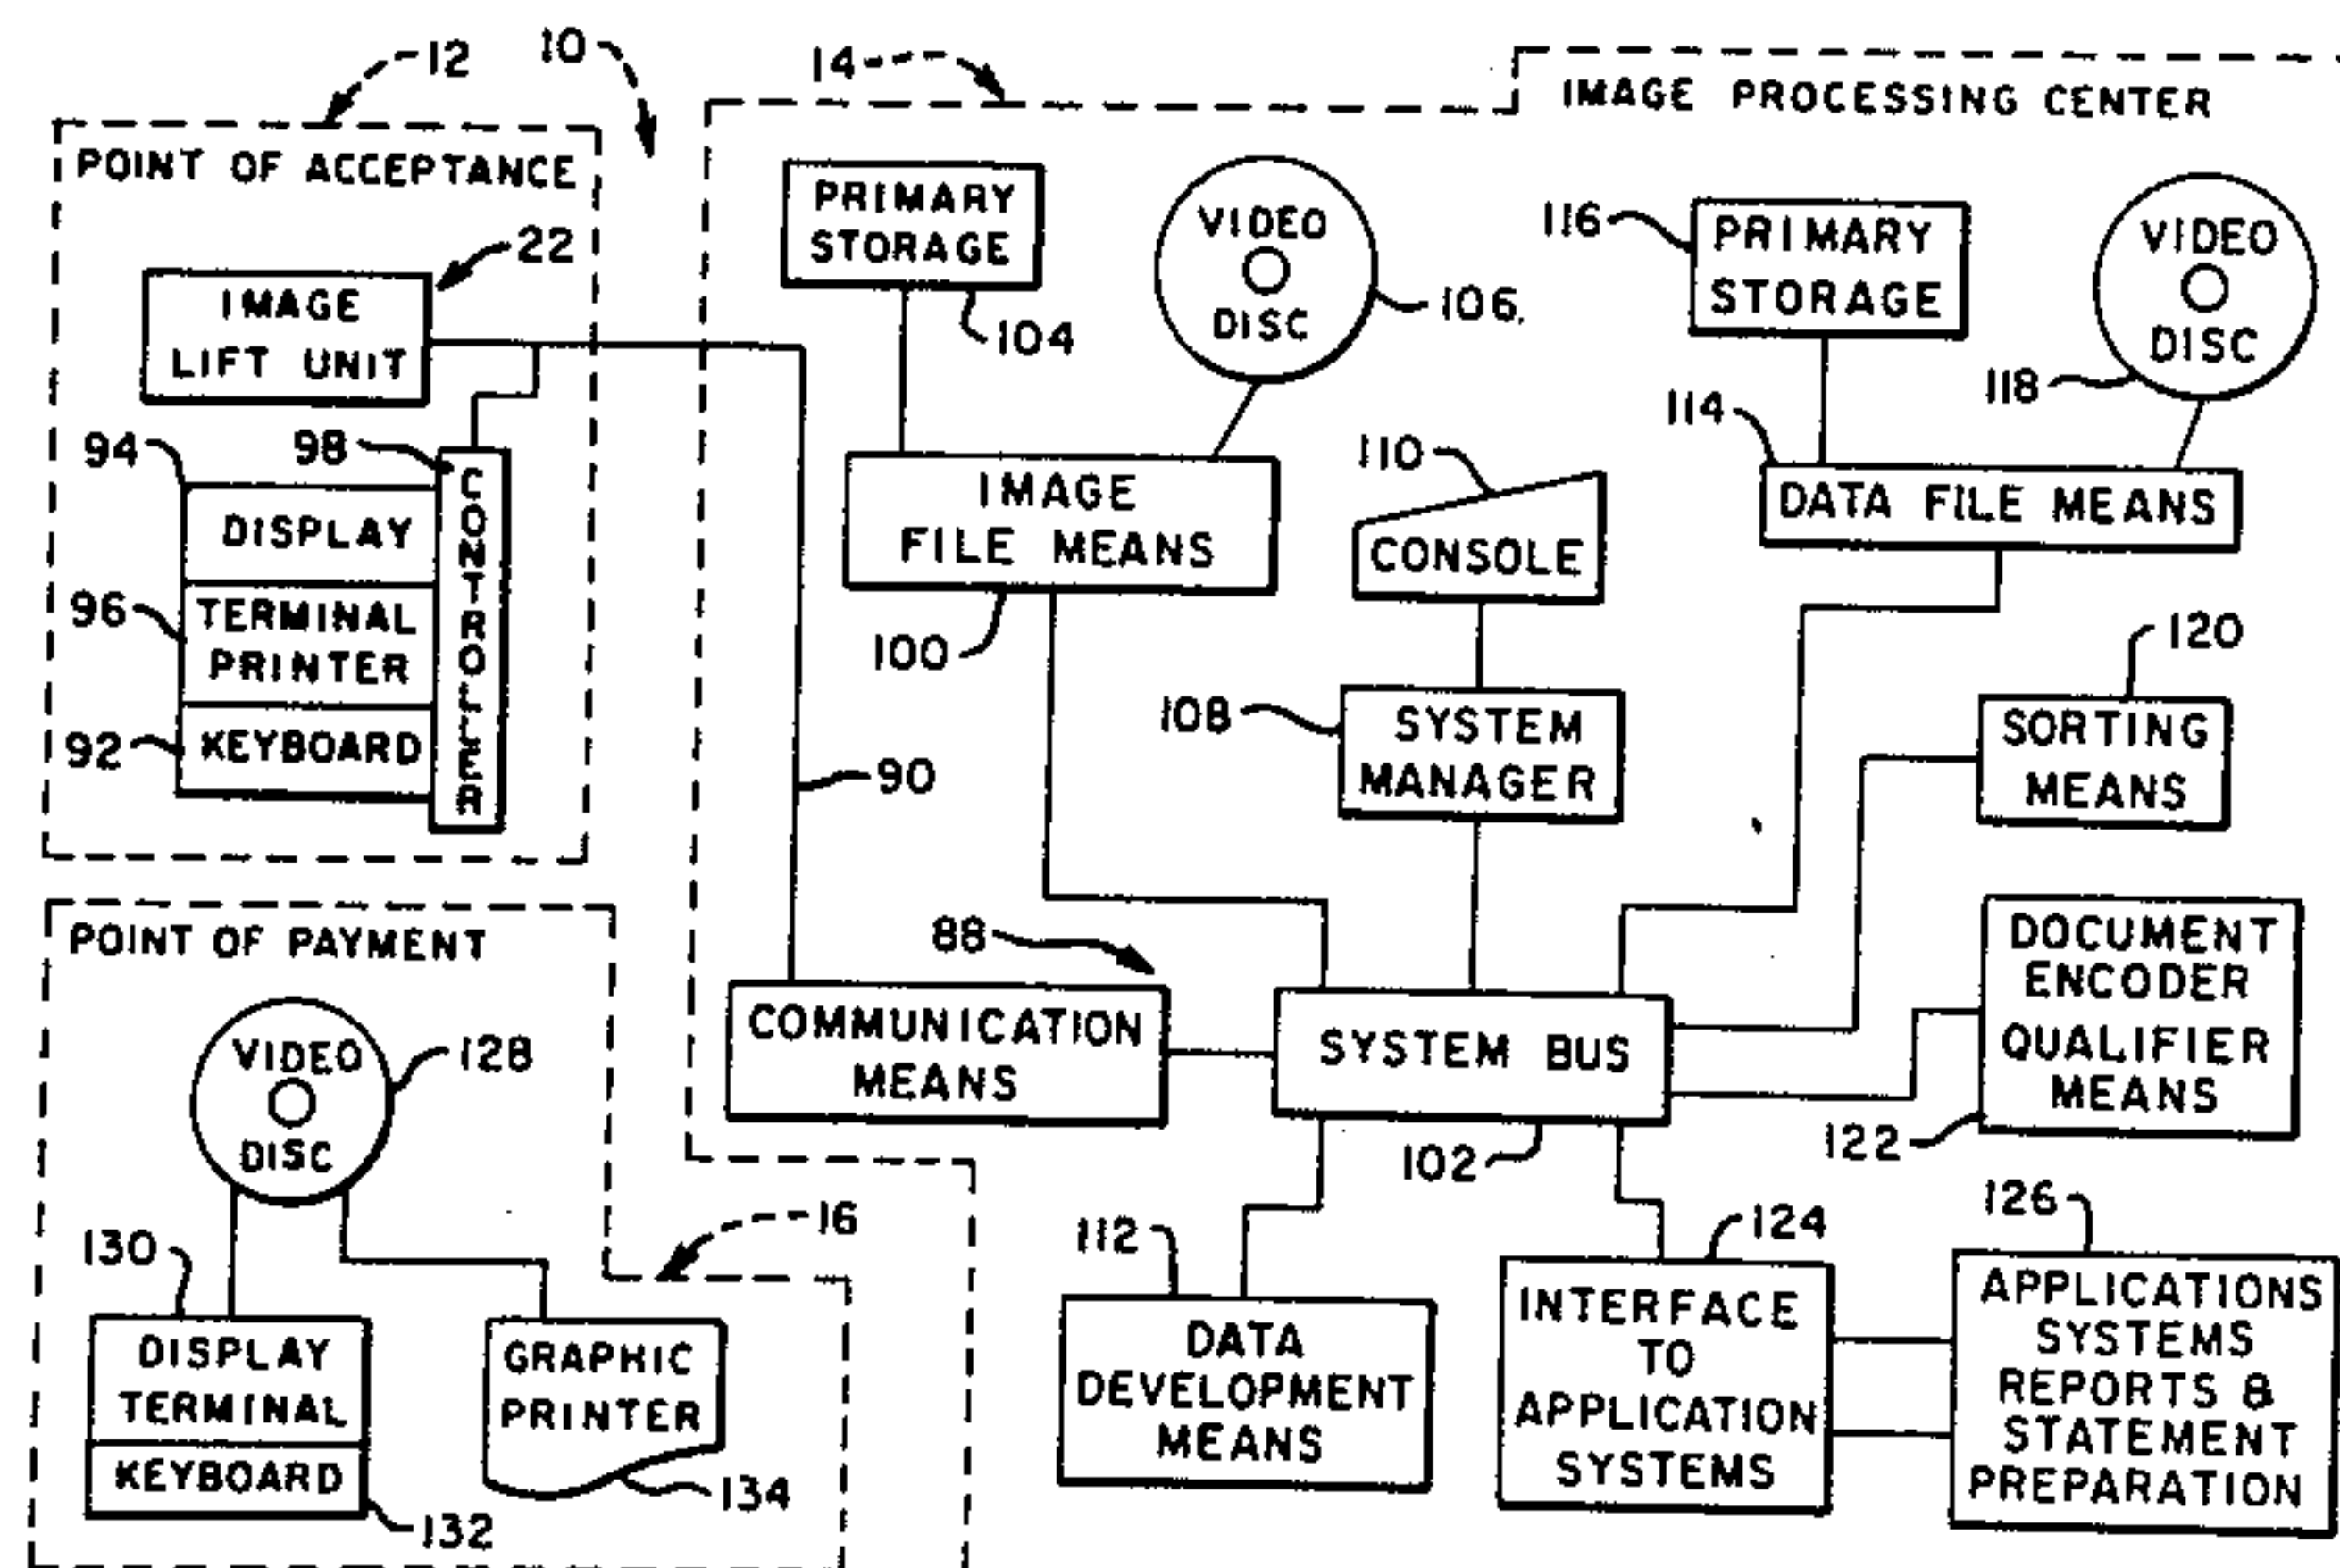 12
10
14
IMAGE PROCESSING CENTER
POINT OF ACCEPTANCE
22
IMAGE
LIFT UNIT
94
98
DISPLAY
96
TERMINAL
PRINTER
92
KEYBOARD
CONTROLLER
PRIMARY
STORAGE
104
VIDEO
DISC
106
116
PRIMARY
STORAGE
VIDEO
DISC
118
114
IMAGE
FILE MEANS
100
110
CONSOLE
DATA FILE MEANS
108
SYSTEM
MANAGER
120
SORTING
MEANS
90
88
COMMUNICATION
MEANS
SYSTEM BUS
102
DOCUMENT
ENCODER
QUALIFIER
MEANS
122
POINT OF PAYMENT
VIDEO
DISC
128
16
130
DISPLAY
TERMINAL
KEYBOARD
132
GRAPHIC
PRINTER
134
112
DATA
DEVELOPMENT
MEANS
124
INTERFACE
TO
APPLICATION
SYSTEMS
126
APPLICATIONS
SYSTEMS
REPORTS &
STATEMENT
PREPARATION